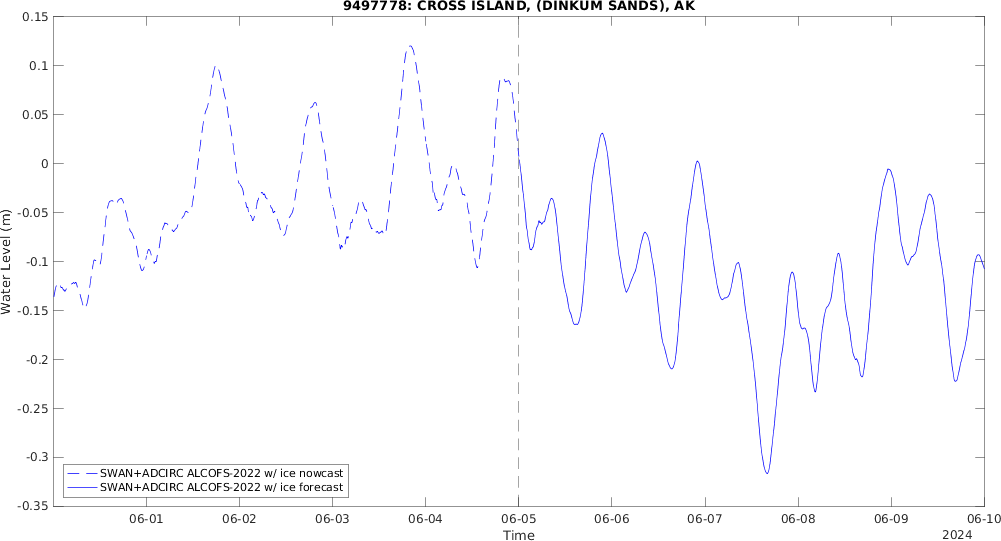 9497778: CROSS ISLAND, (DINKUM SANDS), AK
0.15
0.1
0.05
0
-0.05
-0.1
-0.15
-0.2
-0.25
-0.3
-0.35
Water Level (m)
SWAN+ADCIRC ALCOFS-2022 w/ ice nowcast
SWAN+ADCIRC ALCOFS-2022 w/ ice forecast
06-01 06-02 06-03 06-04 06-05 06-06 06-07 06-08 06-09 06-10
Time
2024